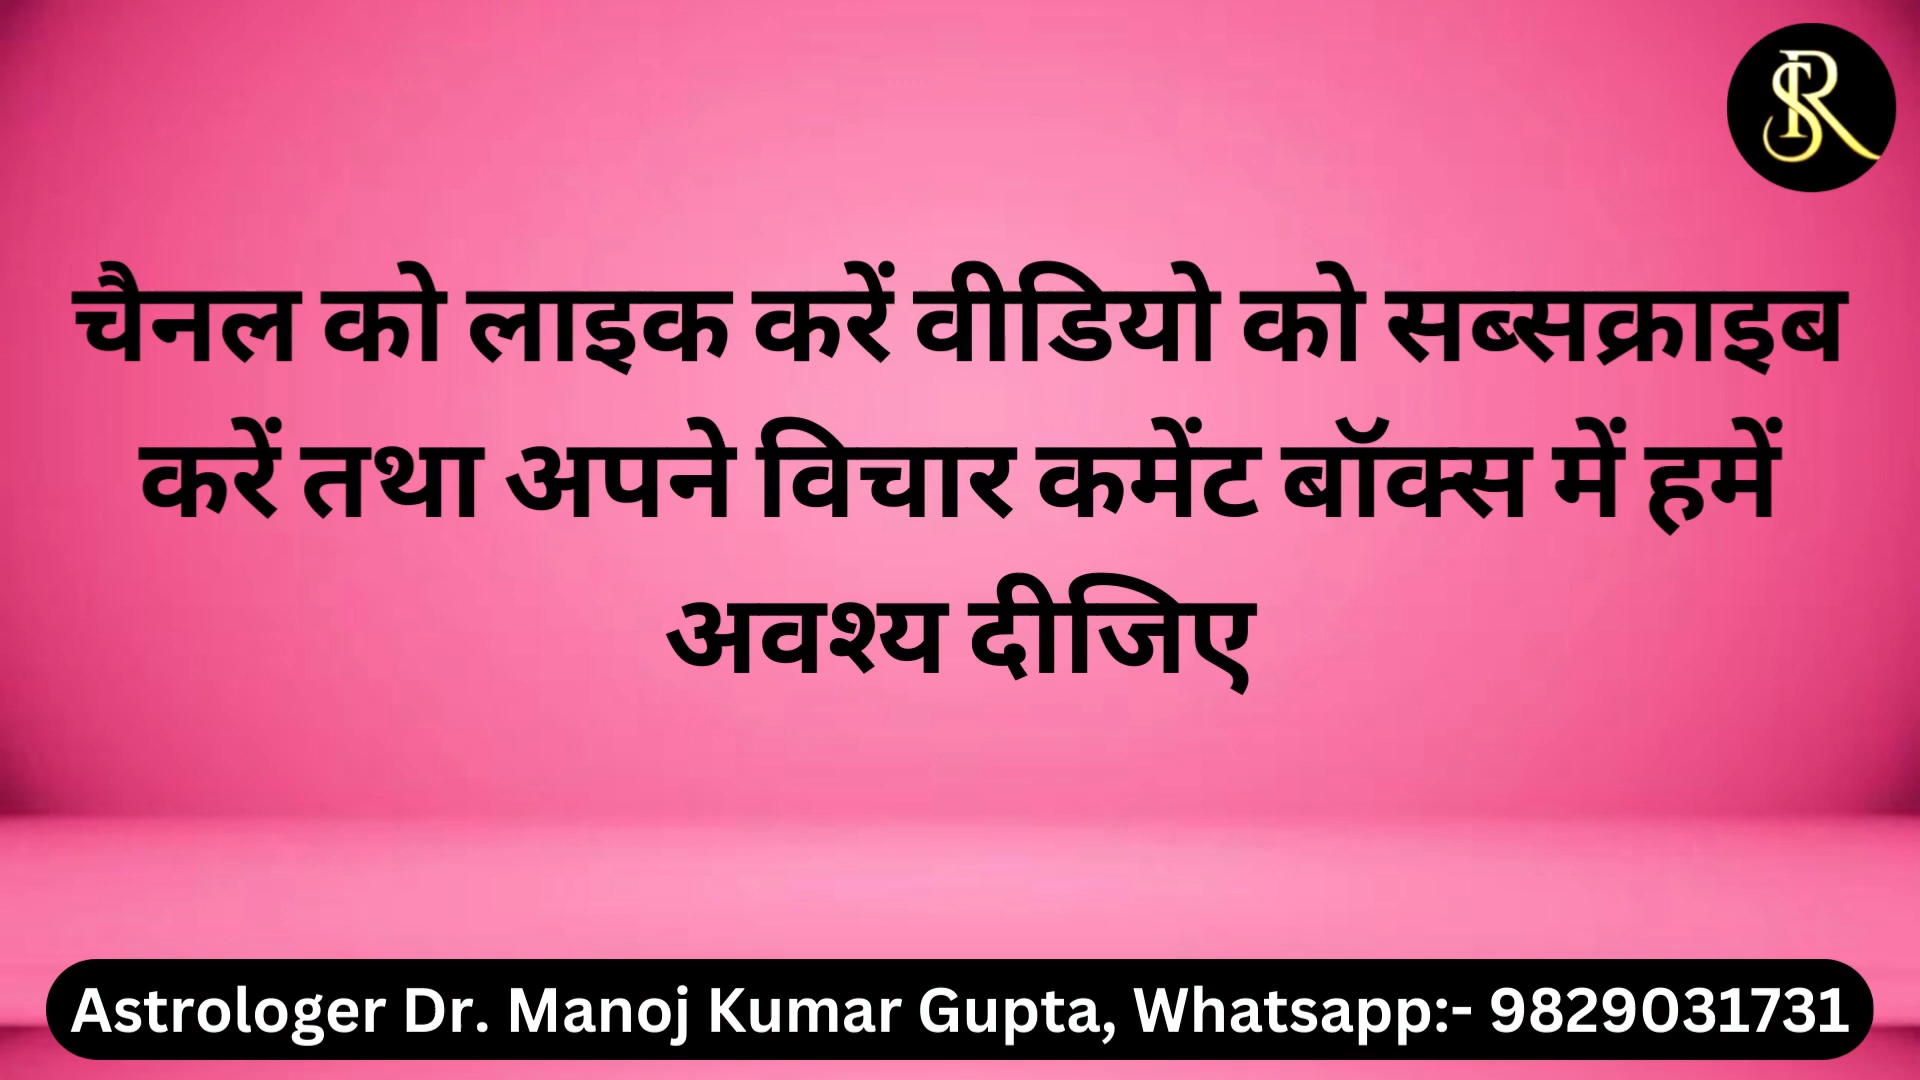 SR
चैनल को लाइक करें वीडियो को सब्सक्राइब
करें तथा अपने विचार कमेंट बॉक्स में हमें
अवश्य दीजिए
Astrologer Dr. Manoj Kumar Gupta, Whatsapp:- 9829031731